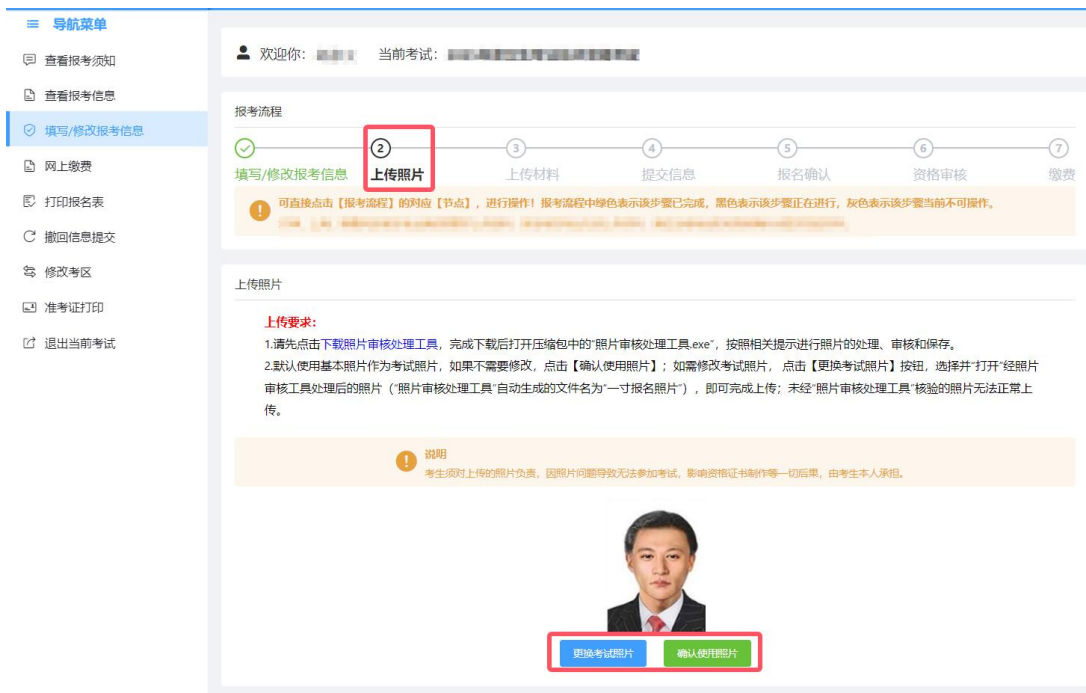 导航菜单
查看报考须知
查看报考信息
填写/修改报考信息
网上缴费
打印报名表
撤回信息提交
修改考区
准考证打印
退出当前考试
欢迎你：
当前考试：
报考流程
2
3
4
5
6
7
填写/修改报考信息
上传照片
上传材料
提交信息
报名确认
资格审核
缴费
可直接点击【报考流程】的对应【节点】，进行操作！报考流程中绿色表示该步骤已完成，黑色表示该步骤正在进行，灰色表示该步骤当前不可操作。
上传照片
上传要求：
1.请先点击下载照片审核处理工具，完成下载后打开压缩包中的“照片审核处理工具.exe”，按照相关提示进行照片的处理、审核和保存。
2.默认使用基本照片作为考试照片，如果不需要修改，点击【确认使用照片】；如需修改考试照片， 点击【更换考试照片】按钮，选择并“打开”经照片
审核工具处理后的照片（“照片审核处理工具”自动生成的文件名为“一寸报名照片”），即可完成上传；未经“照片审核处理工具”核验的照片无法正常上
传。
说明
考生须对上传的照片负责，因照片问题导致无法参加考试，影响资格证书制作等一切后果，由考生本人承担。
更换考试照片
确认使用照片